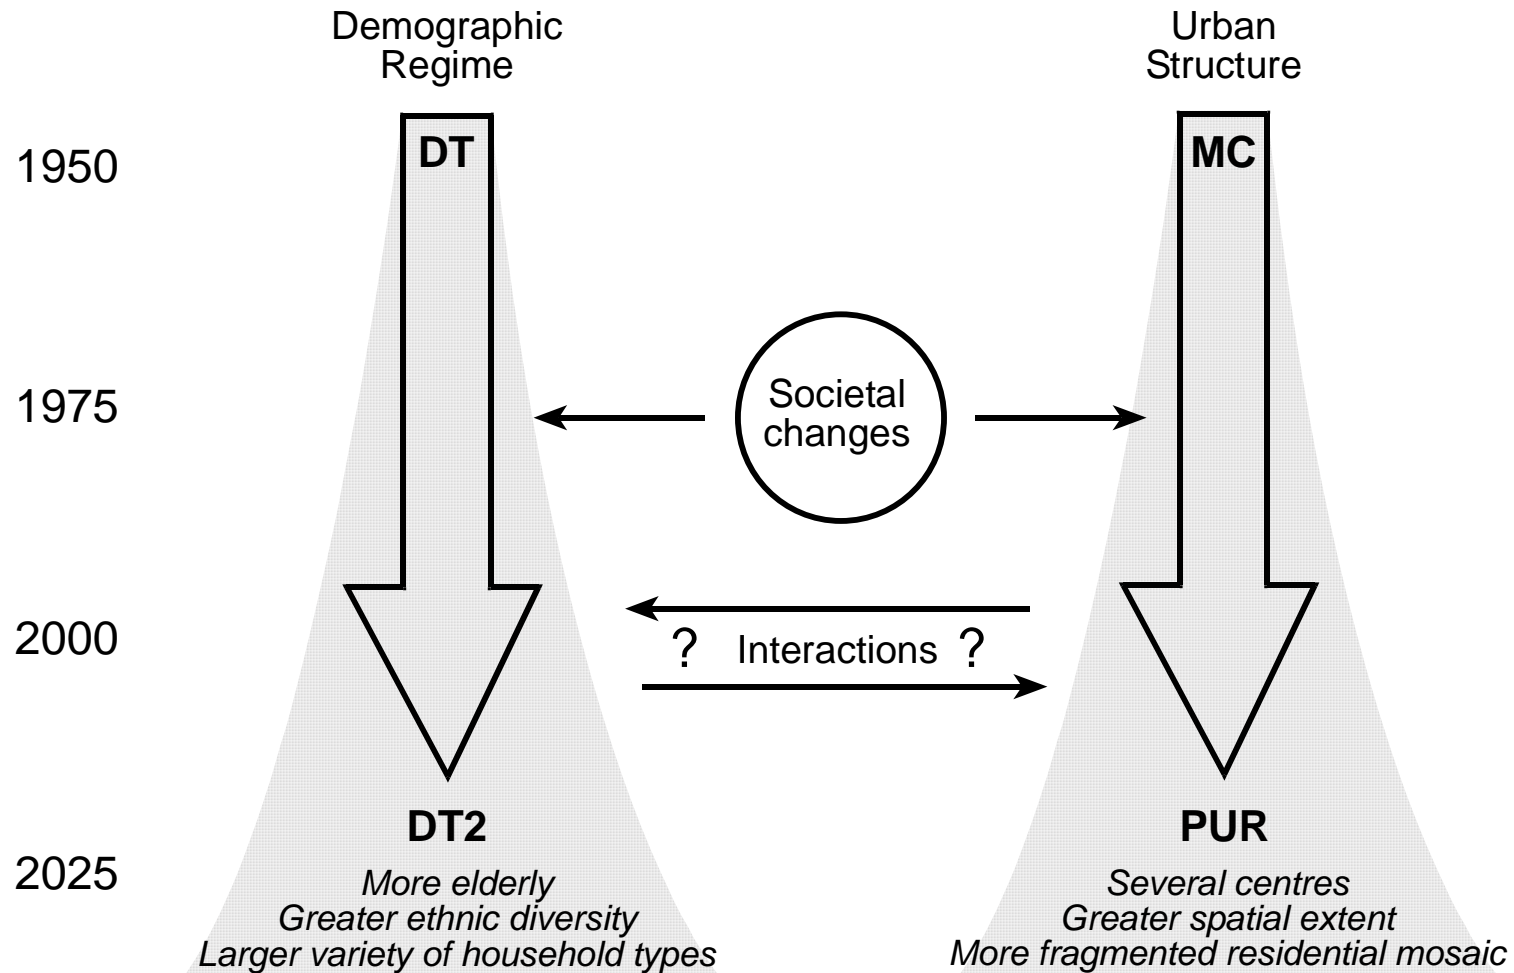 Demographic
Regime
Urban
Structure
1950
DT
MC
1975
Societal
changes
2000
? Interactions ?
DT2
PUR
2025
More elderly
Greater ethnic diversity
Larger variety of household types
Several centres
Greater spatial extent
More fragmented residential mosaic